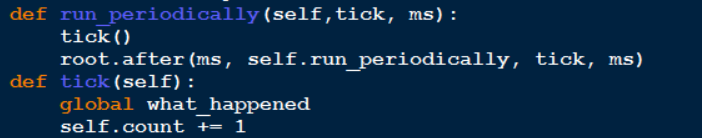 def run_periodically(self,tick, ms):
    tick()
    root.after(ms, self.run_periodically, tick, ms)
def tick(self):
    global what_happened
    self.count += 1